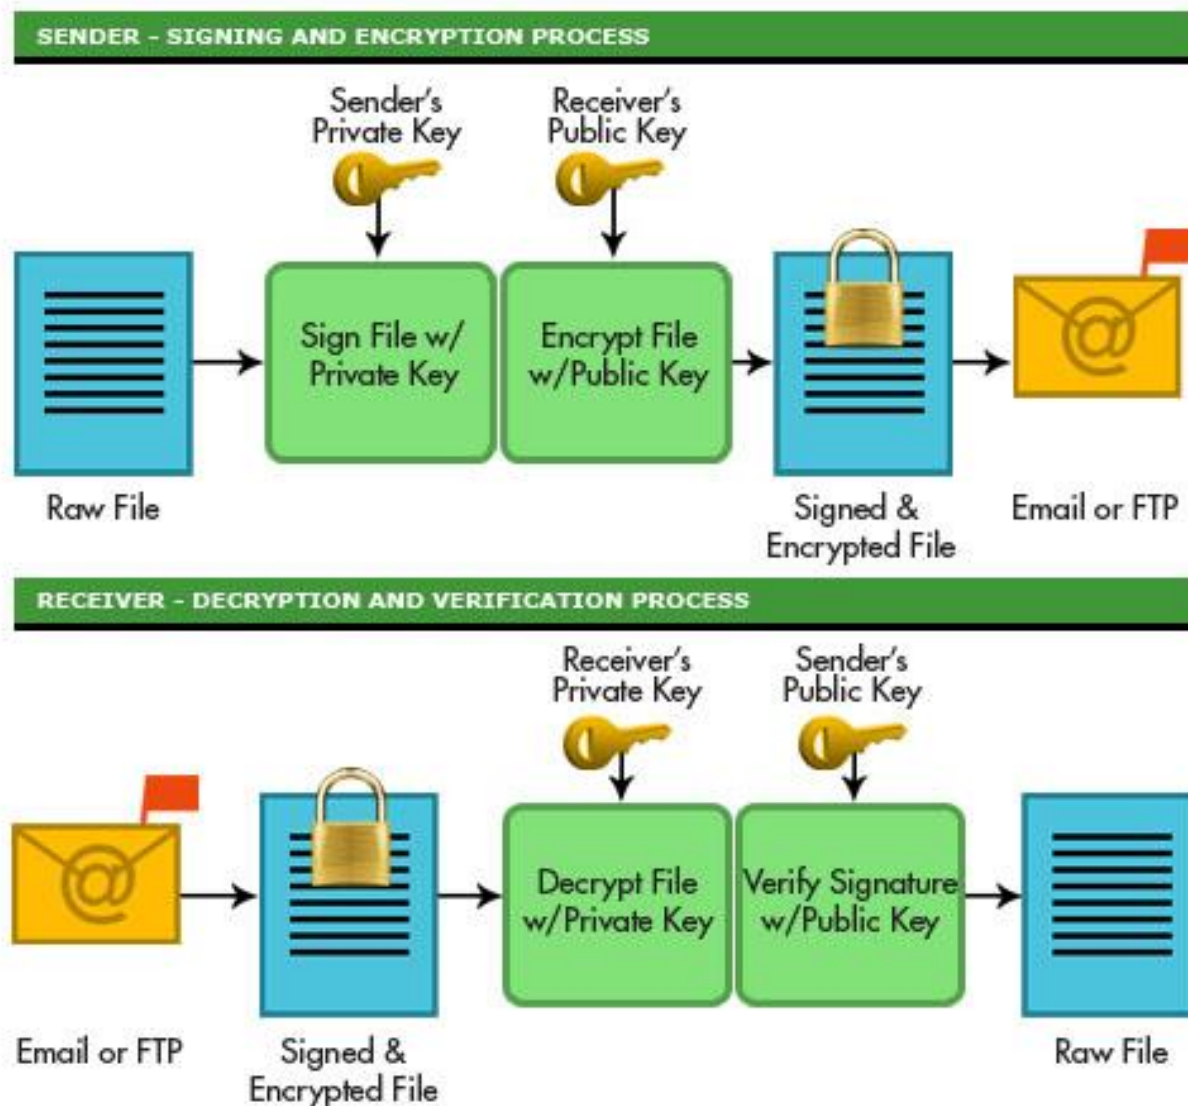 SENDER - SIGNING AND ENCRYPTION PROCESS
Sender's
Private Key
Receiver's
Public Key
Sign File w/
Private Key
Encrypt File
w/Public Key
@
Raw File
Signed &
Encrypted File
Email or FTP
RECEIVER - DECRYPTION AND VERIFICATION PROCESS
Receiver's
Private Key
Sender's
Public Key
@
Decrypt File
w/Private Key
Verify Signature
w/Public Key
Email or FTP
Signed &
Encrypted File
Raw File